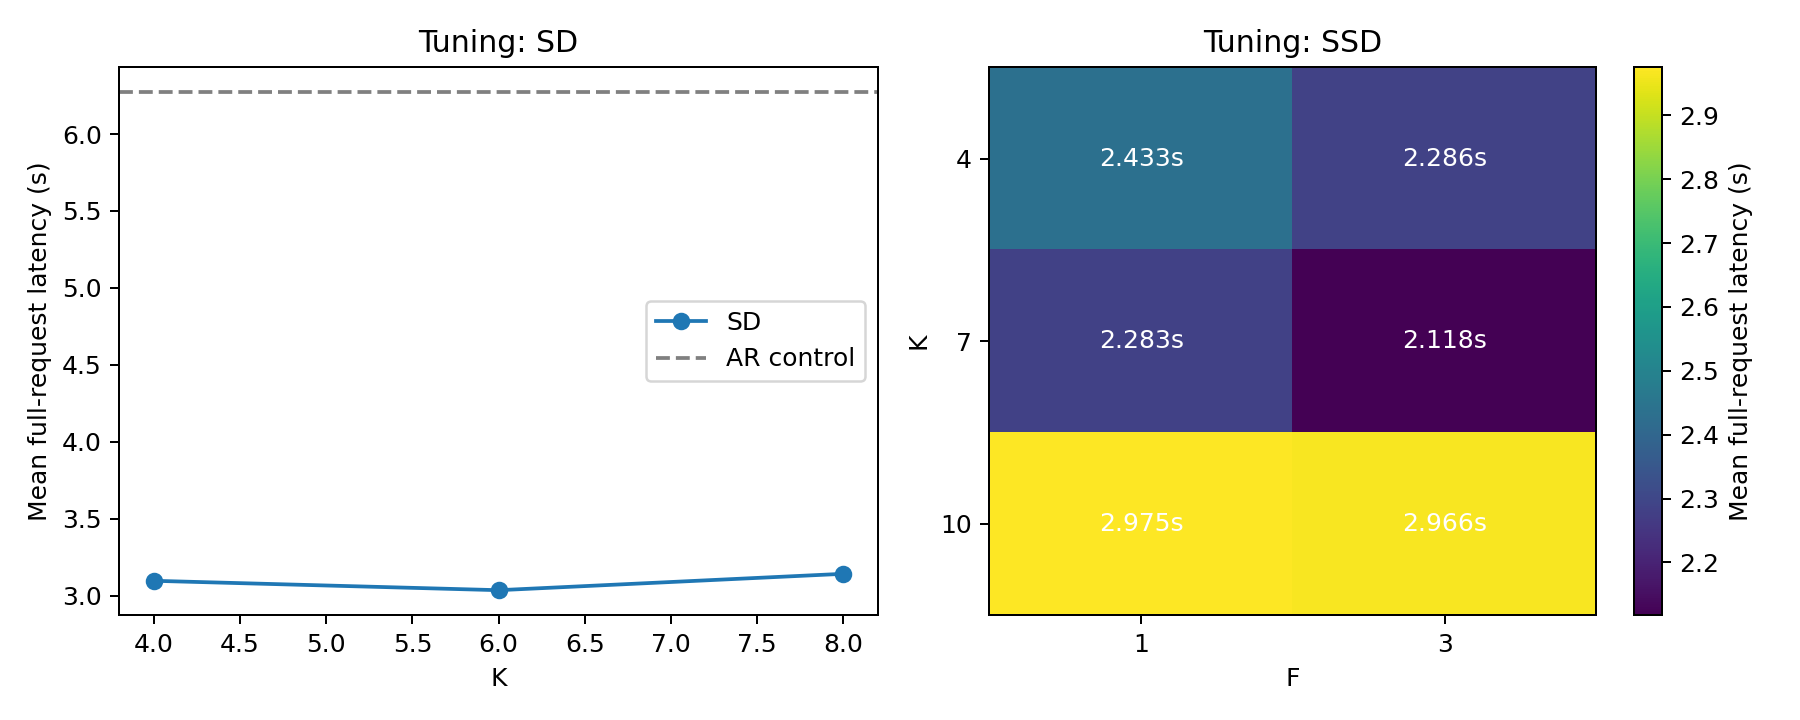 Tuning: SD
Mean full-request latency (s)
6.0
5.5
5.0
4.5
4.0
3.5
3.0
SD
AR control
4.0 4.5 5.0 5.5 6.0 6.5 7.0 7.5 8.0
K
Tuning: SSD
K
4
7
10
2.433s 2.286s
2.283s 2.118s
2.975s 2.966s
1 3
F
2.9
2.8
2.7
2.6
2.5
2.4
2.3
2.2
Mean full-request latency (s)